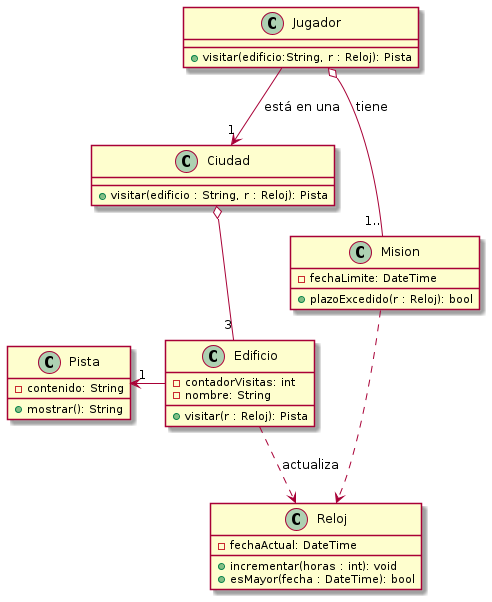 C Jugador
visitar(edificio:String, r : Reloj): Pista
está en una
tiene
1
1..
C Ciudad
visitar(edificio : String, r : Reloj): Pista
C Mision
fechaLimite: DateTime
plazoExcedido(r : Reloj): bool
3
C Pista
contenido: String
mostrar(): String
1
C Edificio
contadorVisitas: int
nombre: String
visitar(r : Reloj): Pista
actualiza
C Reloj
fechaActual: DateTime
incrementar(horas : int): void
esMayor(fecha : DateTime): bool